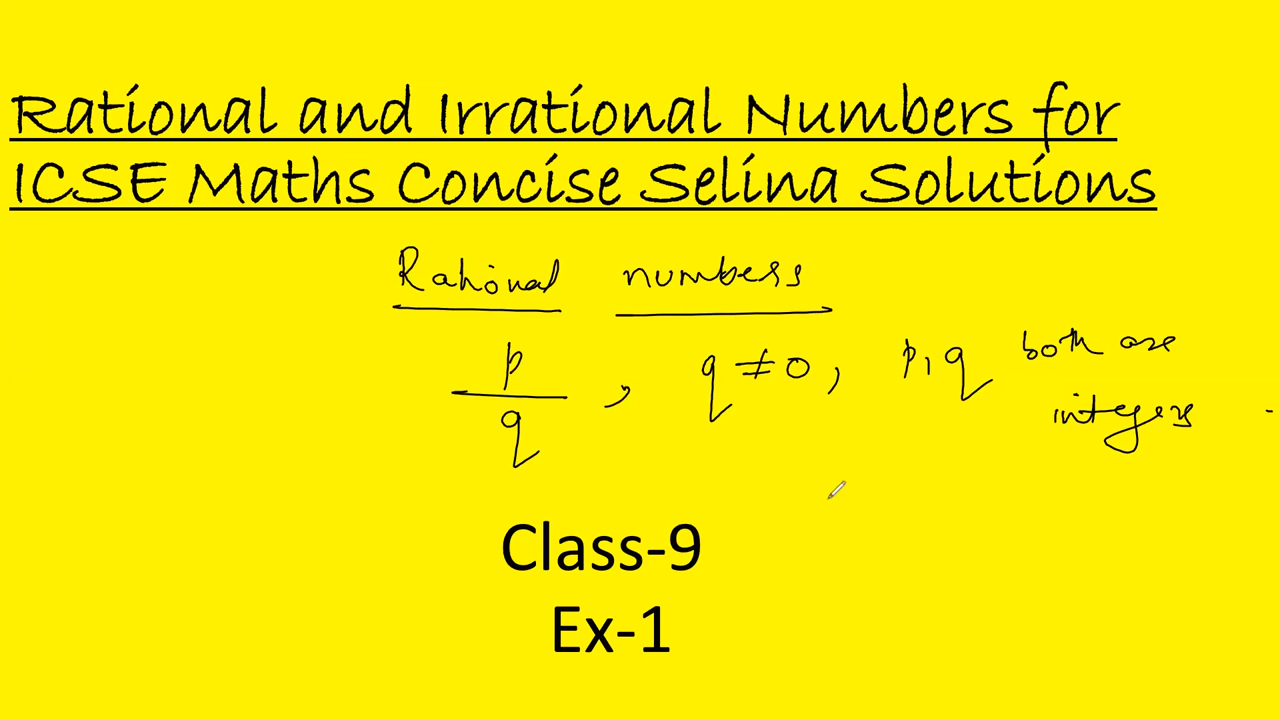 Rational and Irrational Numbers for
ICSE Maths Concise Selina Solutions
Rational numbers
p/q , q ≠ 0, p, q both are
integers
Class-9
Ex-1